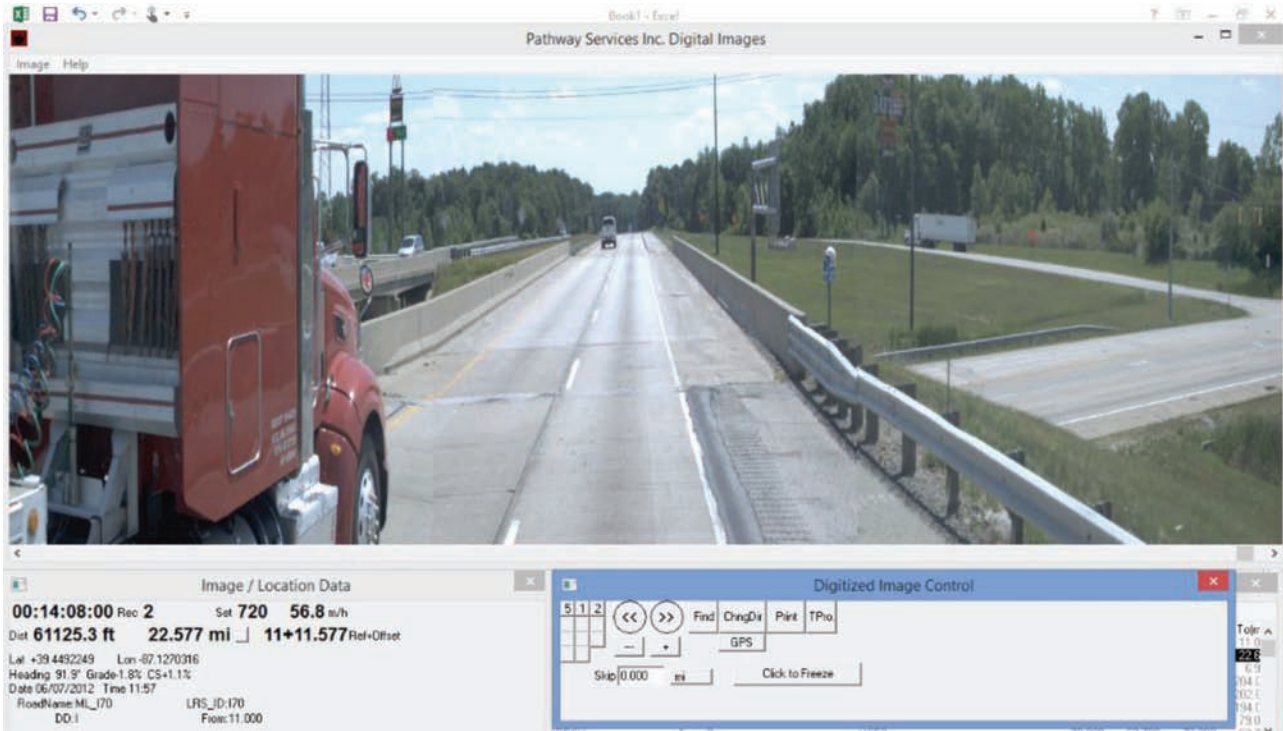 Book1 - Excel
Pathway Services Inc. Digital Images
Image Help
Image / Location Data
00:14:08:00 Rec 2 Set 720 56.8 m/h
Dist 61125.3 ft 22.577 mi 11+11.577 Ref+Offset
Lat +39.4492249 Lon -87.1270316
Heading 91.9° Grade-1.8% CS+1.1%
Date 06/07/2012 Time 11:57
RoadName: ML_I70 LRS_ID:I70
DD: I From: 11.000
Digitized Image Control
5 1 2
<< >> Find ChngDir Print TPro.
- + GPS
Skip 0.000 mi Click to Freeze
22.6